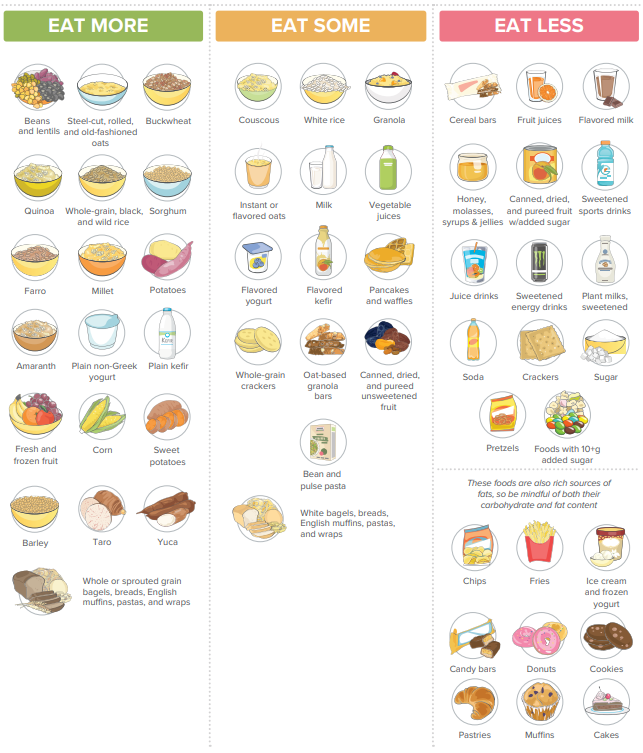 EAT MORE
Beans
and lentils
Steel-cut, rolled,
and old-fashioned
oats
Buckwheat
Quinoa
Whole-grain, black,
and wild rice
Sorghum
Farro
Millet
Potatoes
Amaranth
Plain non-Greek
yogurt
Plain kefir
Fresh and
frozen fruit
Corn
Sweet
potatoes
Barley
Taro
Yuca
Whole or sprouted grain
bagels, breads, English
muffins, pastas, and wraps
EAT SOME
Couscous
White rice
Granola
Instant or
flavored oats
Milk
Vegetable
juices
Flavored
yogurt
Flavored
kefir
Pancakes
and waffles
Whole-grain
crackers
Oat-based
granola
bars
Canned, dried,
and pureed
unsweetened
fruit
Bean and
pulse pasta
White bagels, breads,
English muffins, pastas,
and wraps
EAT LESS
Cereal bars
Fruit juices
Flavored milk
Honey,
molasses,
syrups & jellies
Canned, dried,
and pureed fruit
w/added sugar
Sweetened
sports drinks
Juice drinks
Sweetened
energy drinks
Plant milks,
sweetened
Soda
Crackers
Sugar
Pretzels
Foods with 10+g
added sugar
These foods are also rich sources of
fats, so be mindful of both their
carbohydrate and fat content
Chips
Fries
Ice cream
and frozen
yogurt
Candy bars
Donuts
Cookies
Pastries
Muffins
Cakes